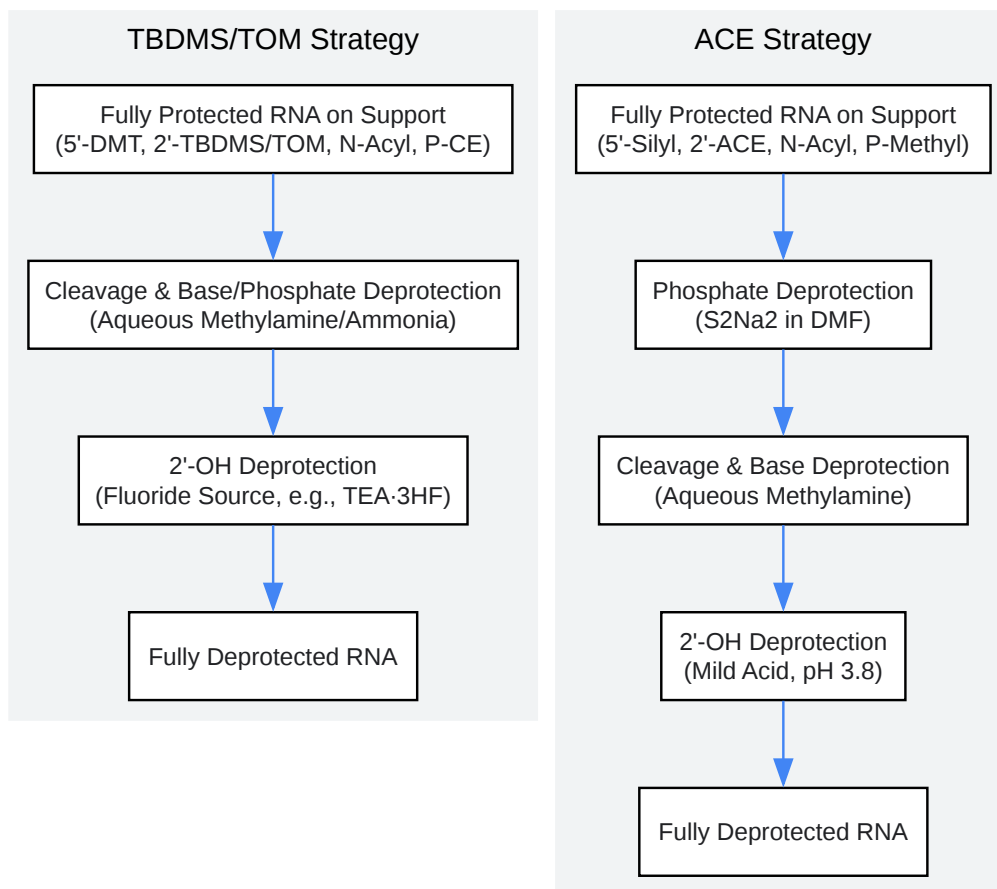 TBDMS/TOM Strategy
Fully Protected RNA on Support
(5'-DMT, 2'-TBDMS/TOM, N-Acyl, P-CE)
Cleavage & Base/Phosphate Deprotection
(Aqueous Methylamine/Ammonia)
2'-OH Deprotection
(Fluoride Source, e.g., TEA·3HF)
Fully Deprotected RNA
ACE Strategy
Fully Protected RNA on Support
(5'-Silyl, 2'-ACE, N-Acyl, P-Methyl)
Phosphate Deprotection
(S2Na2 in DMF)
Cleavage & Base Deprotection
(Aqueous Methylamine)
2'-OH Deprotection
(Mild Acid, pH 3.8)
Fully Deprotected RNA